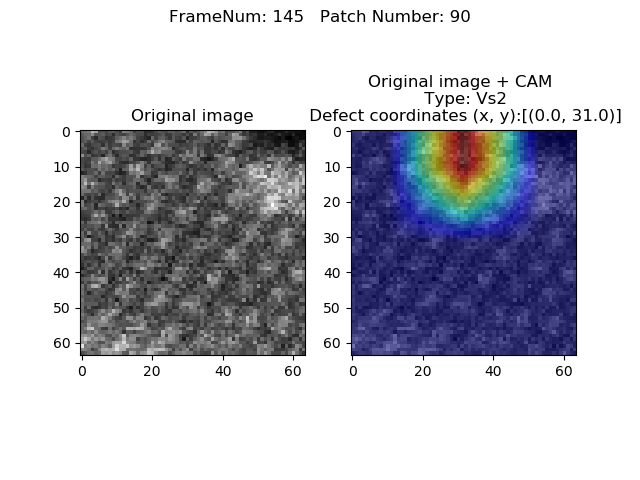 FrameNum: 145   Patch Number: 90
Original image
0
10
20
30
40
50
60
0 20 40 60
Original image + CAM
Type: Vs2
Defect coordinates (x, y):[(0.0, 31.0)]
0
10
20
30
40
50
60
0 20 40 60